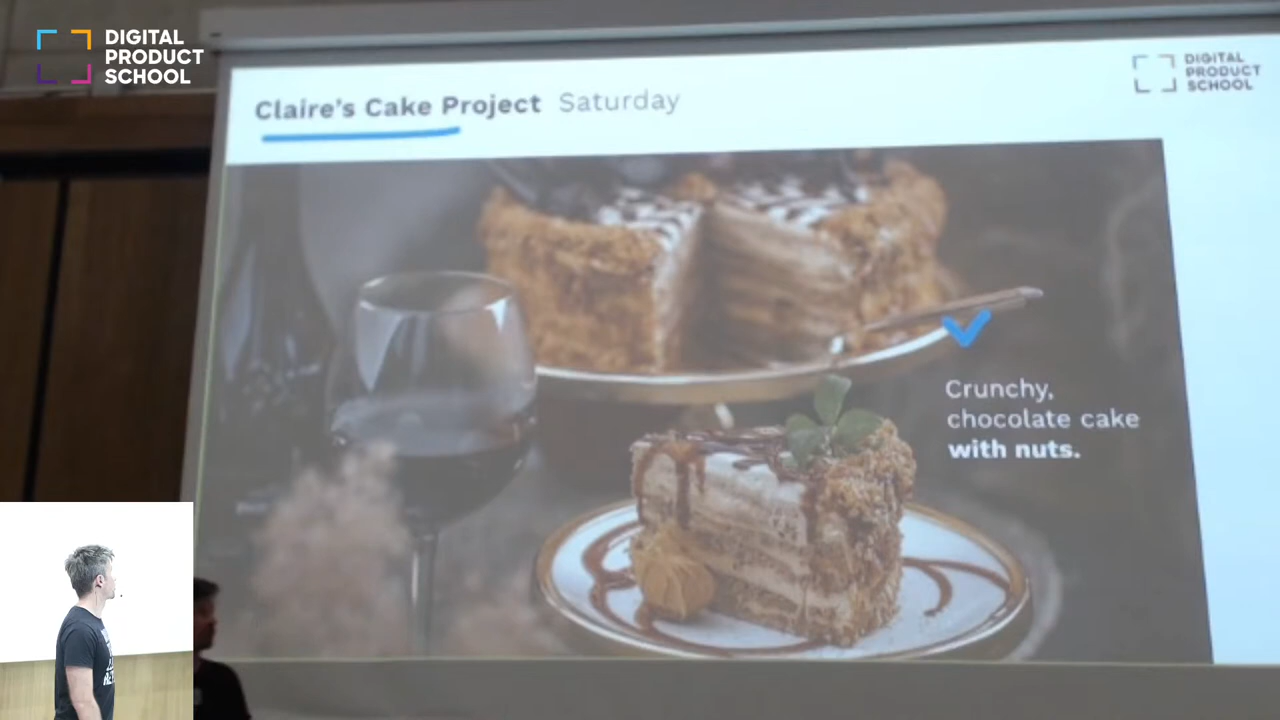 DIGITAL
PRODUCT
SCHOOL
DIGITAL
PRODUCT
SCHOOL
Claire's Cake Project Saturday
Crunchy,
chocolate cake
with nuts.